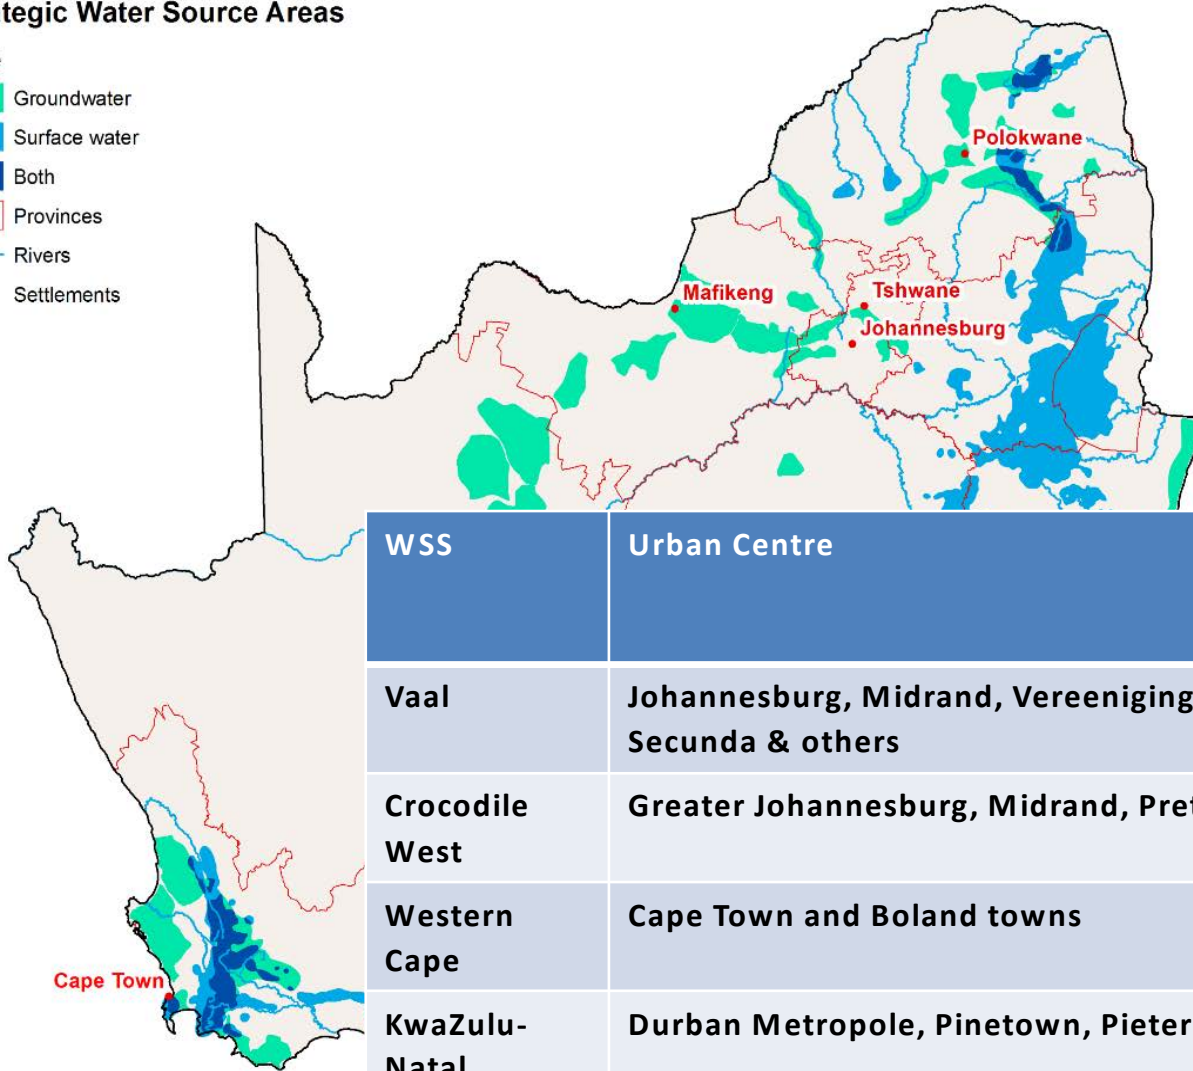 tegic Water Source Areas
Groundwater
Surface water
Both
Provinces
Rivers
Settlements
Polokwane
Mafikeng
Tshwane
Johannesburg
Cape Town
WSS
Urban Centre
Vaal
Johannesburg, Midrand, Vereeniging
Secunda & others
Crocodile
West
Greater Johannesburg, Midrand, Pret
Western
Cape
Cape Town and Boland towns
KwaZulu-
Natal
Durban Metropole, Pinetown, Pieter